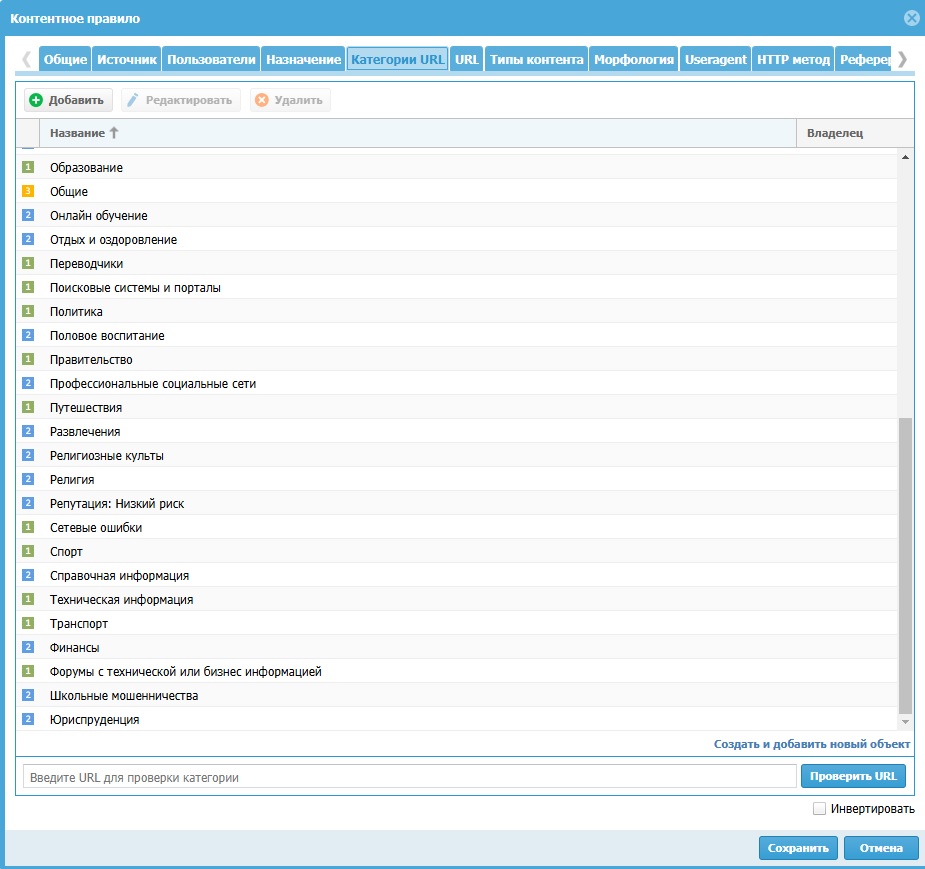 Контентное правило
Общие Источник Пользователи Назначение Категории URL URL Типы контента Морфология Useragent HTTP метод Рефере
Добавить Редактировать Удалить
Название Владелец
1 Образование
3 Общие
2 Онлайн обучение
2 Отдых и оздоровление
1 Переводчики
1 Поисковые системы и порталы
1 Политика
2 Половое воспитание
1 Правительство
2 Профессиональные социальные сети
1 Путешествия
2 Развлечения
2 Религиозные культы
2 Религия
2 Репутация: Низкий риск
1 Сетевые ошибки
1 Спорт
2 Справочная информация
1 Техническая информация
1 Транспорт
2 Финансы
1 Форумы с технической или бизнес информацией
2 Школьные мошенничества
2 Юриспруденция
Создать и добавить новый объект
Введите URL для проверки категории Проверить URL
Инвертировать
Сохранить Отмена